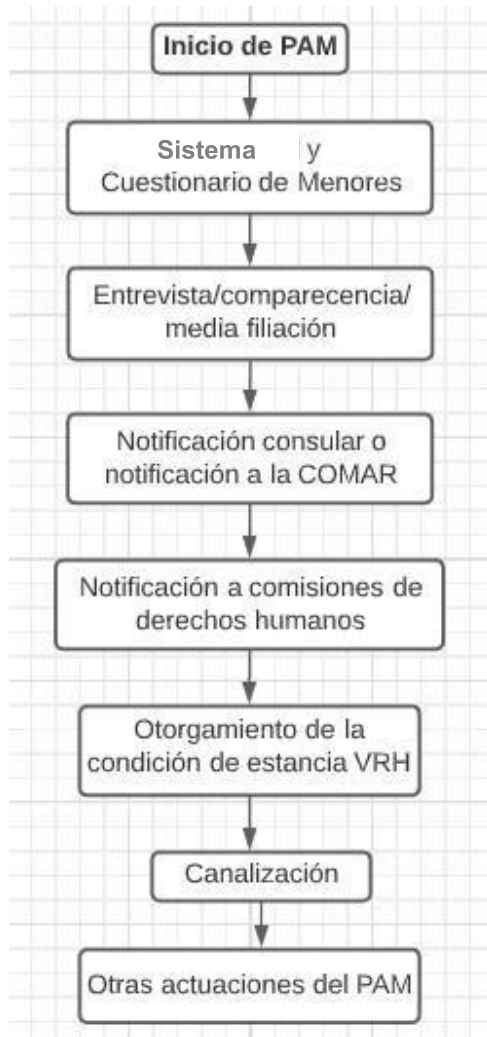 Inicio de PAM
Sistema y
Cuestionario de Menores
Entrevista/comparecencia/
media filiación
Notificación consular o
notificación a la COMAR
Notificación a comisiones de
derechos humanos
Otorgamiento de la
condición de estancia VRH
Canalización
Otras actuaciones del PAM